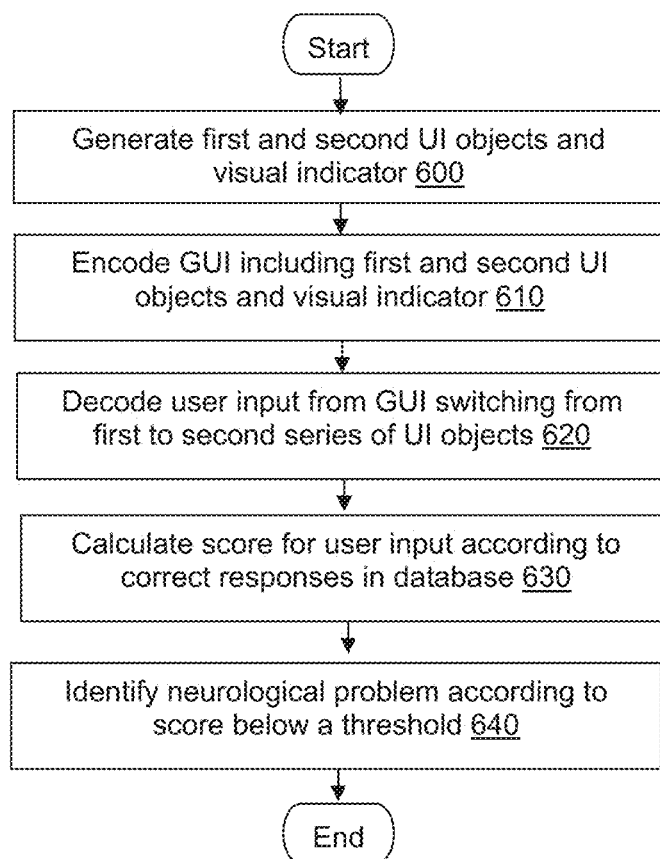 Start
Generate first and second UI objects and
visual indicator 600
Encode GUI including first and second UI
objects and visual indicator 610
Decode user input from GUI switching from
first to second series of UI objects 620
Calculate score for user input according to
correct responses in database 630
Identify neurological problem according to
score below a threshold 640
End